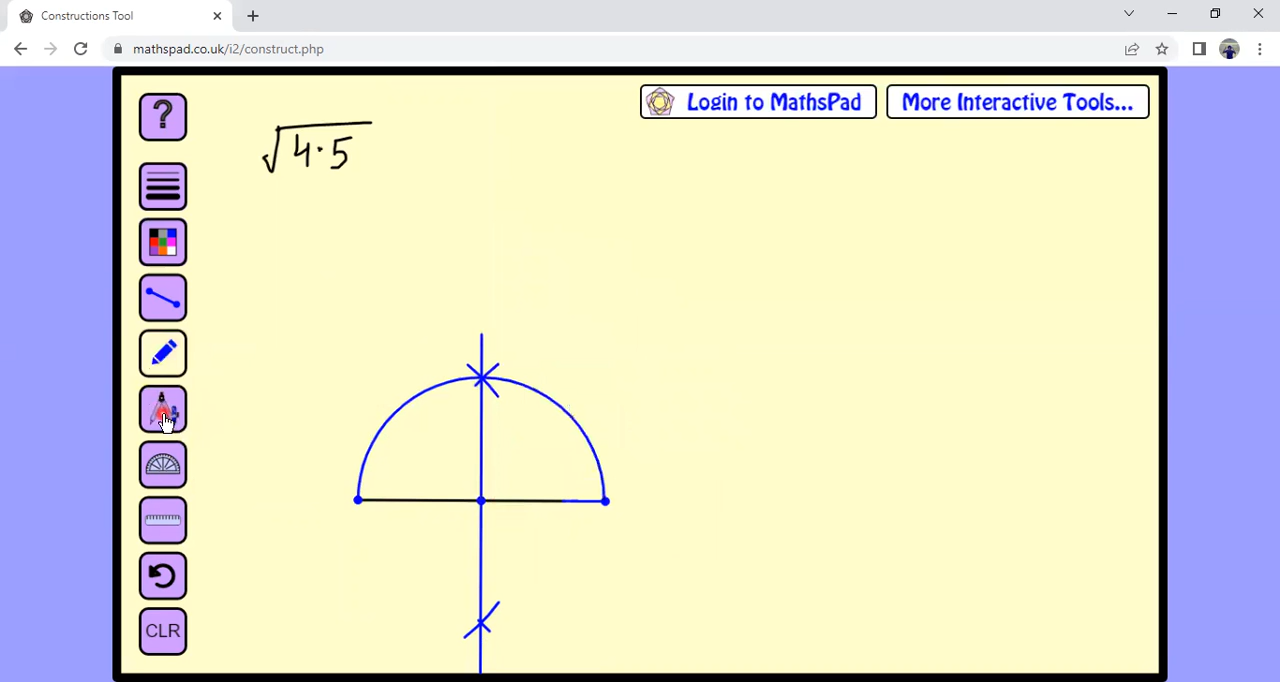 Constructions Tool
mathspad.co.uk/i2/construct.php
?
Login to MathsPad
More Interactive Tools...
√4·5
CLR